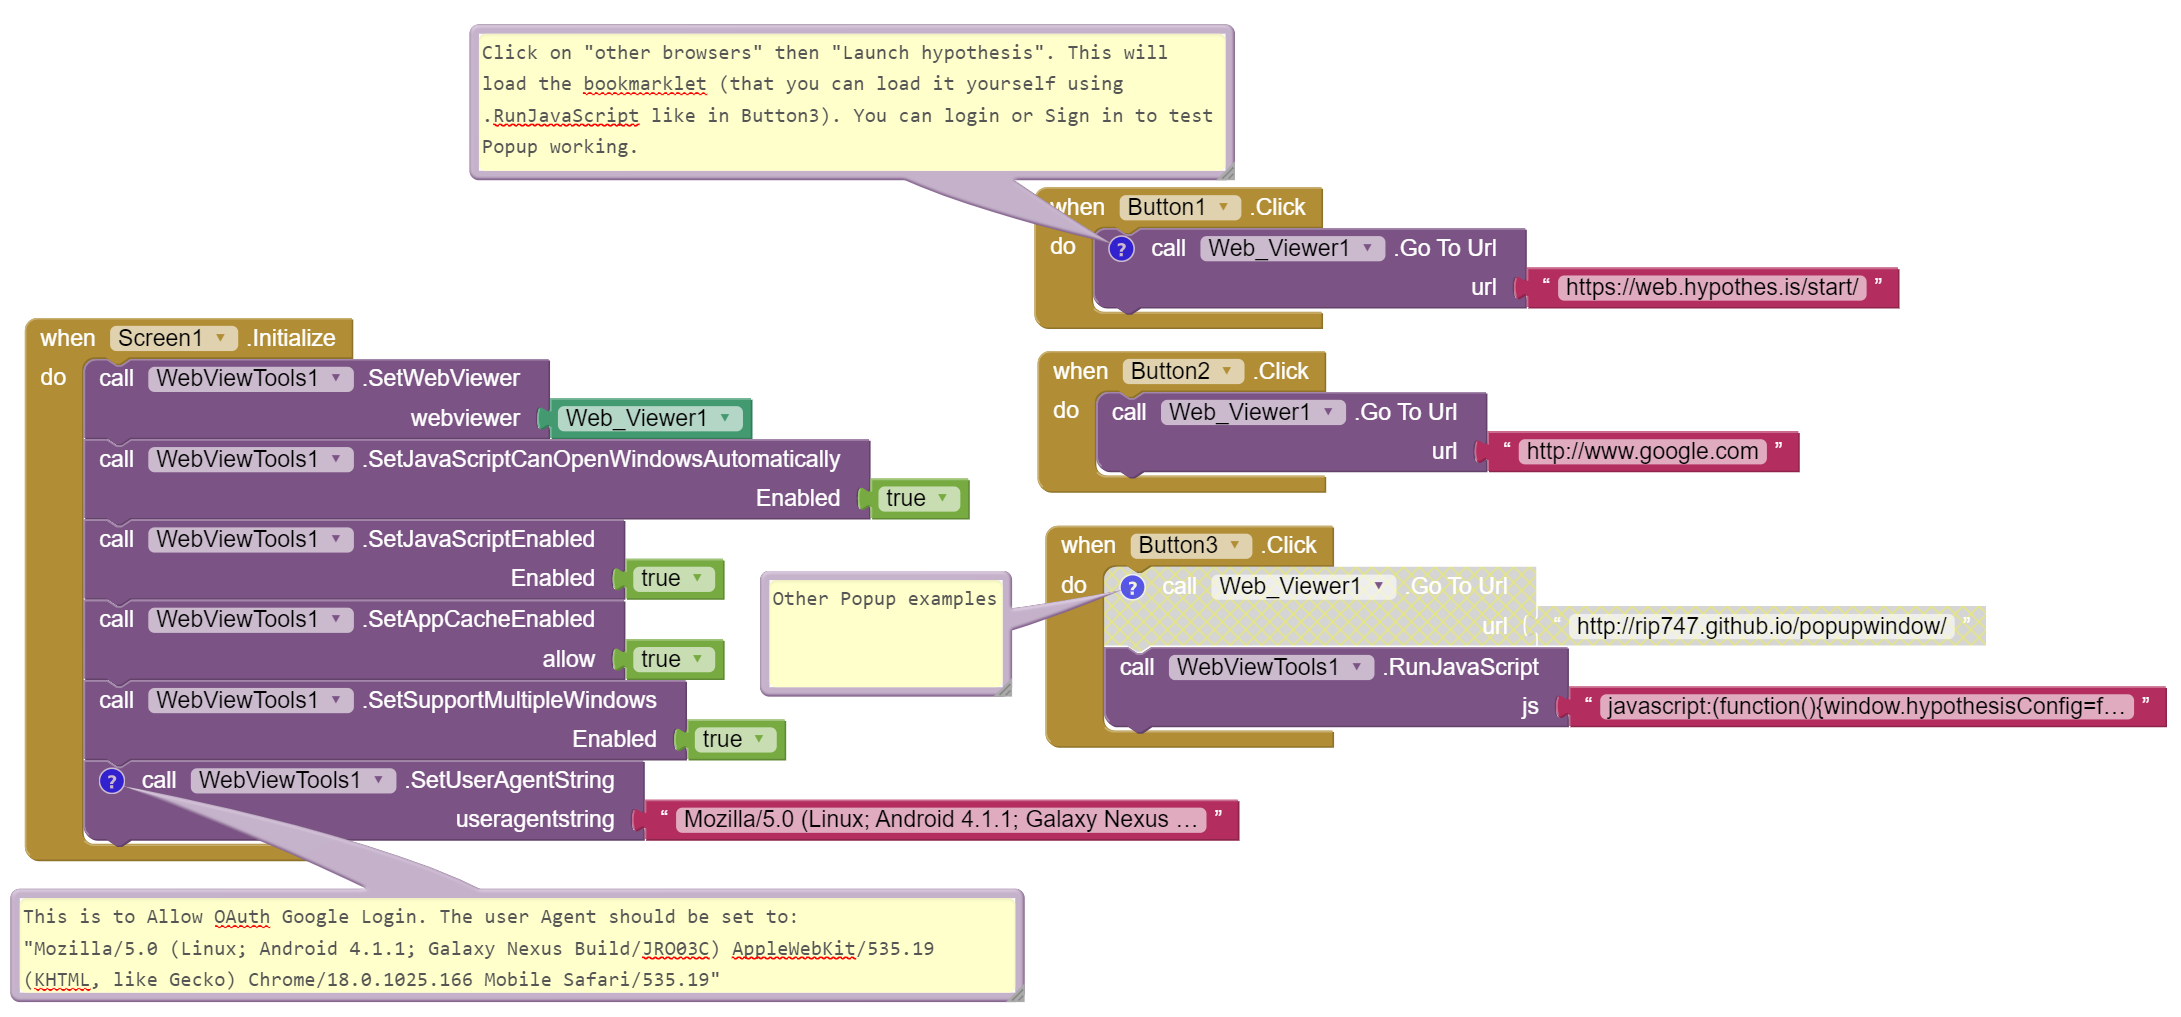 Click on "other browsers" then "Launch hypothesis". This will
load the bookmarklet (that you can load it yourself using
.RunJavaScript like in Button3). You can login or Sign in to test
Popup working.
when Button1 .Click
do ? call Web_Viewer1 .Go To Url
url “ https://web.hypothes.is/start/ ”
when Screen1 .Initialize
do call WebViewTools1 .SetWebViewer
webviewer Web_Viewer1
call WebViewTools1 .SetJavaScriptCanOpenWindowsAutomatically
Enabled true
call WebViewTools1 .SetJavaScriptEnabled
Enabled true
call WebViewTools1 .SetAppCacheEnabled
allow true
call WebViewTools1 .SetSupportMultipleWindows
Enabled true
? call WebViewTools1 .SetUserAgentString
useragentstring “ Mozilla/5.0 (Linux; Android 4.1.1; Galaxy Nexus ... ”
when Button2 .Click
do call Web_Viewer1 .Go To Url
url “ http://www.google.com ”
when Button3 .Click
do ? call Web_Viewer1 .Go To Url
url “ http://rip747.github.io/popupwindow/ ”
call WebViewTools1 .RunJavaScript
js “ javascript:(function(){window.hypothesisConfig=f... ”
Other Popup examples
This is to Allow OAuth Google Login. The user Agent should be set to:
"Mozilla/5.0 (Linux; Android 4.1.1; Galaxy Nexus Build/JRO03C) AppleWebKit/535.19
(KHTML, like Gecko) Chrome/18.0.1025.166 Mobile Safari/535.19"